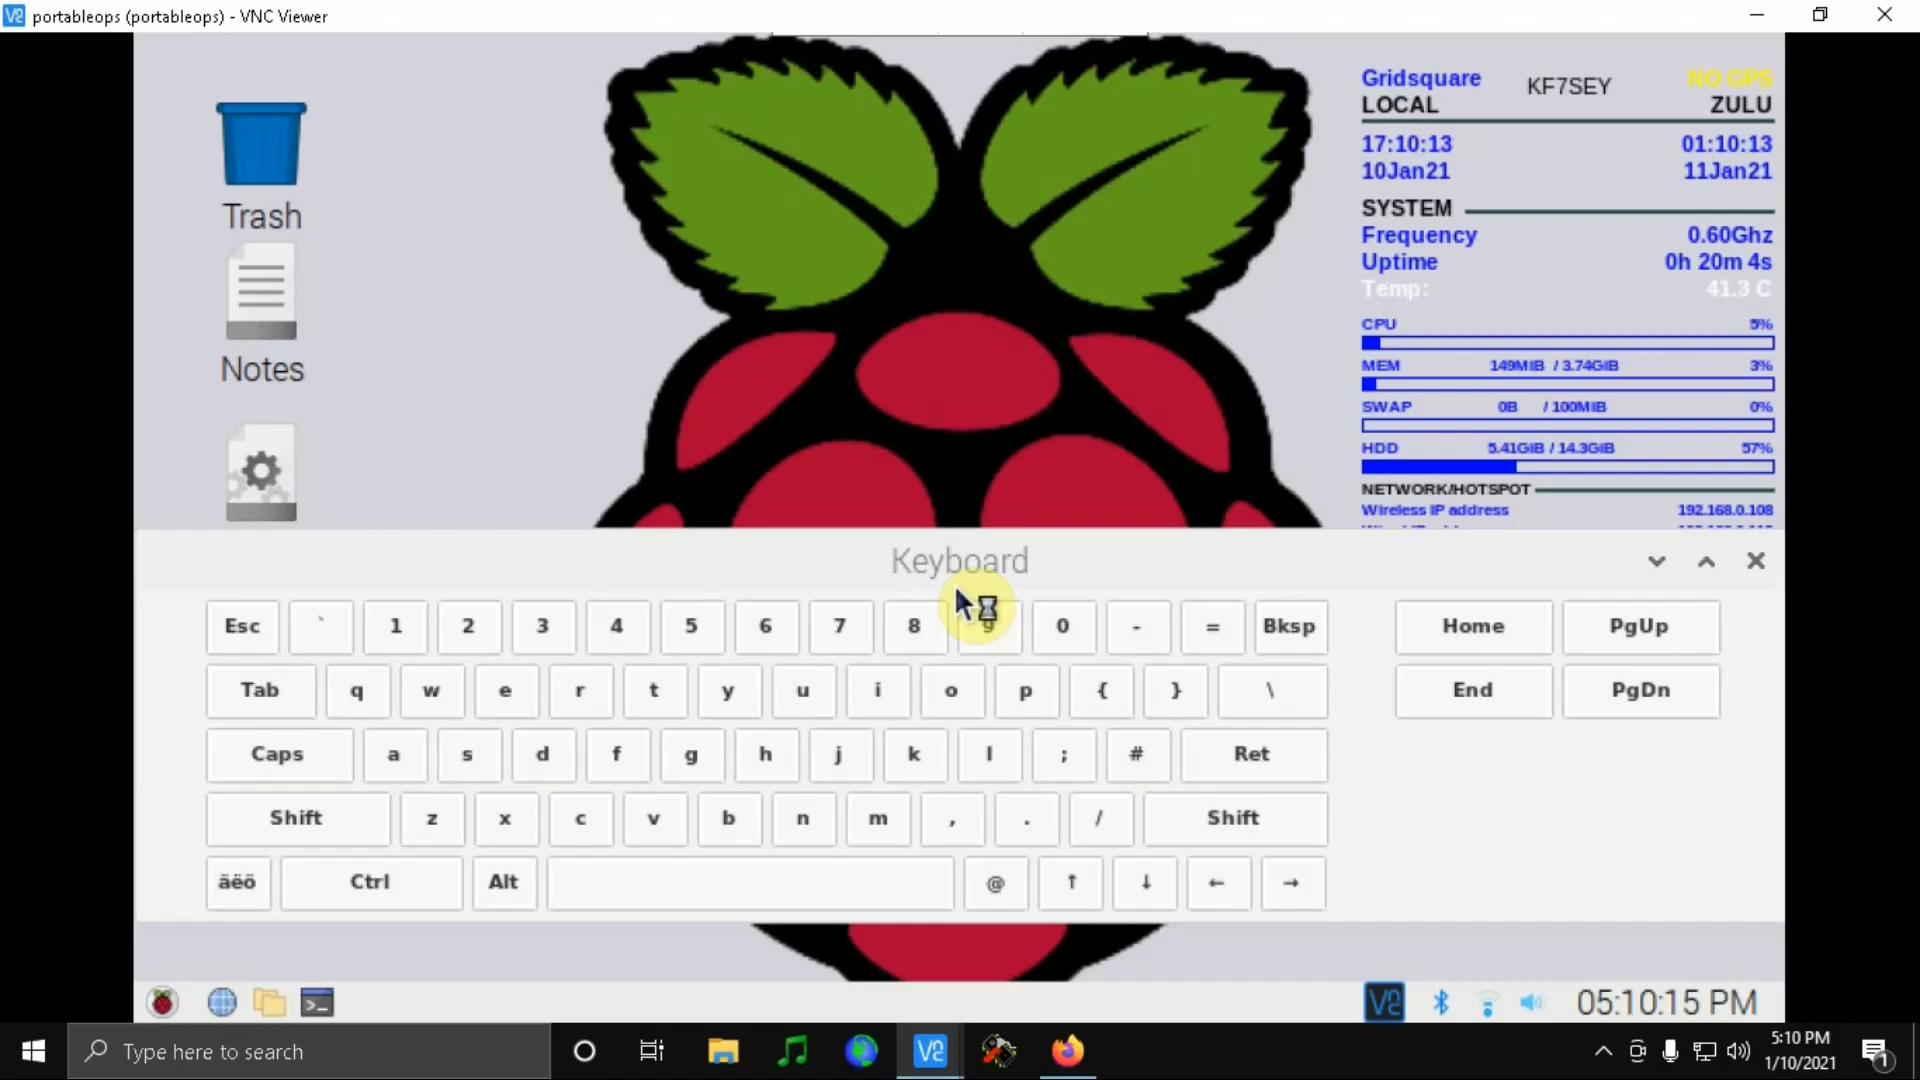 portableops (portableops) - VNC Viewer
Gridsquare KF7SEY NO GPS
LOCAL ZULU
17:10:13 01:10:13
10Jan21 11Jan21
SYSTEM
Frequency 0.60Ghz
Uptime 0h 20m 4s
Temp: 41.3 C
CPU 5%
MEM 149MIB / 3.74GIB 3%
SWAP 0B / 100MIB 0%
HDD 5.41GIB / 14.3GIB 57%
NETWORK/HOTSPOT
Wireless IP address 192.168.0.108
Trash
Notes
Keyboard
Esc ` 1 2 3 4 5 6 7 8 9 0 - = Bksp Home PgUp
Tab q w e r t y u i o p { } \ End PgDn
Caps a s d f g h j k l ; # Ret
Shift z x c v b n m , . / Shift
äëö Ctrl Alt @ ↑ ↓ ← →
05:10:15 PM
Type here to search
5:10 PM
1/10/2021
1